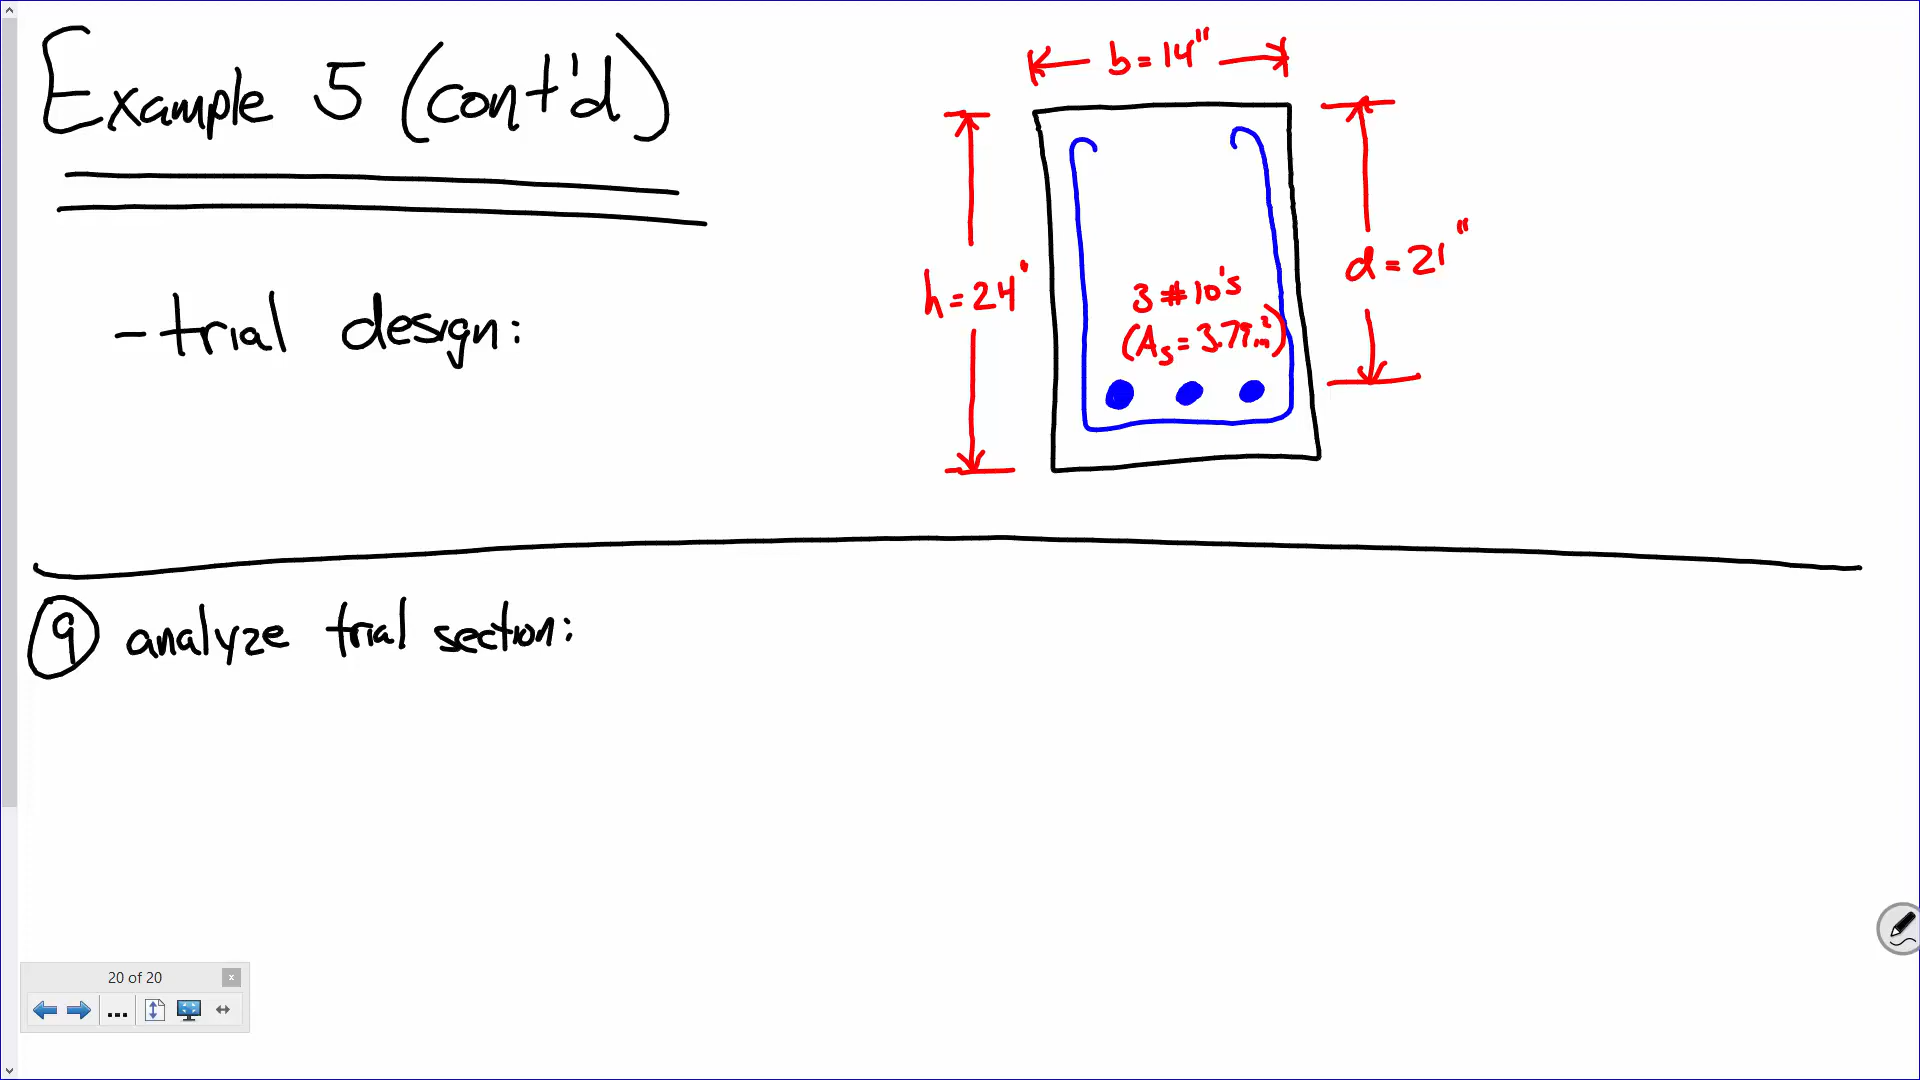 Example 5 (cont'd)
b = 14"
h = 24"
d = 21"
3 #10's
(As = 3.79 in²)
- trial design:
9 analyze trial section:
20 of 20